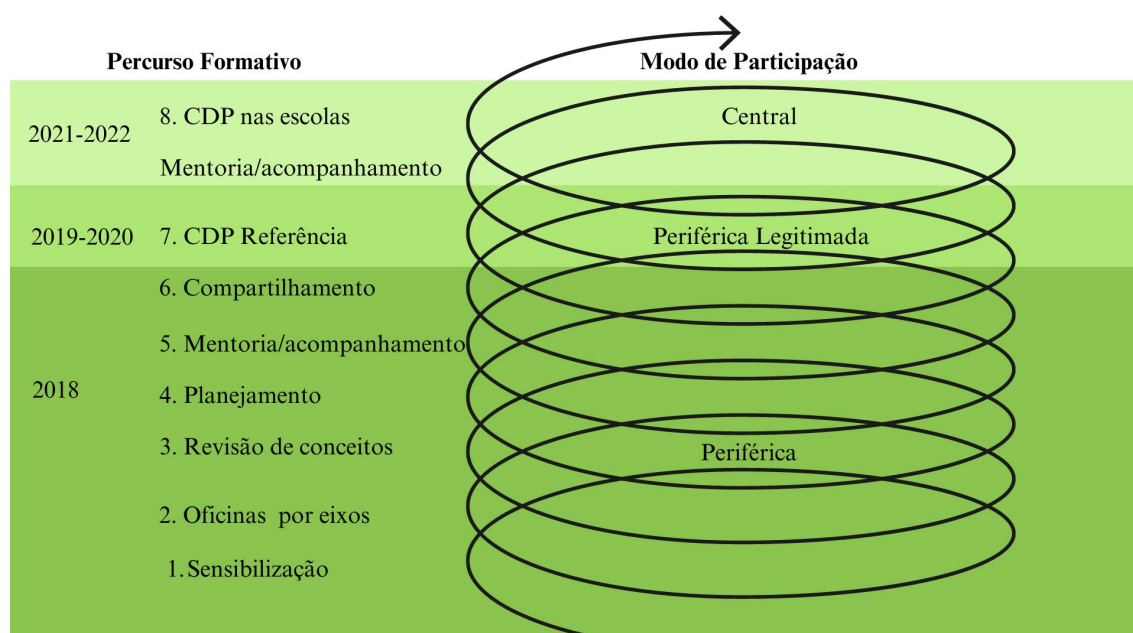 Percurso Formativo
Modo de Participação
2021-2022
8. CDP nas escolas
Mentoria/acompanhamento
Central
2019-2020
7. CDP Referência
Periférica Legitimada
2018
6. Compartilhamento
5. Mentoria/acompanhamento
4. Planejamento
3. Revisão de conceitos
2. Oficinas por eixos
1. Sensibilização
Periférica